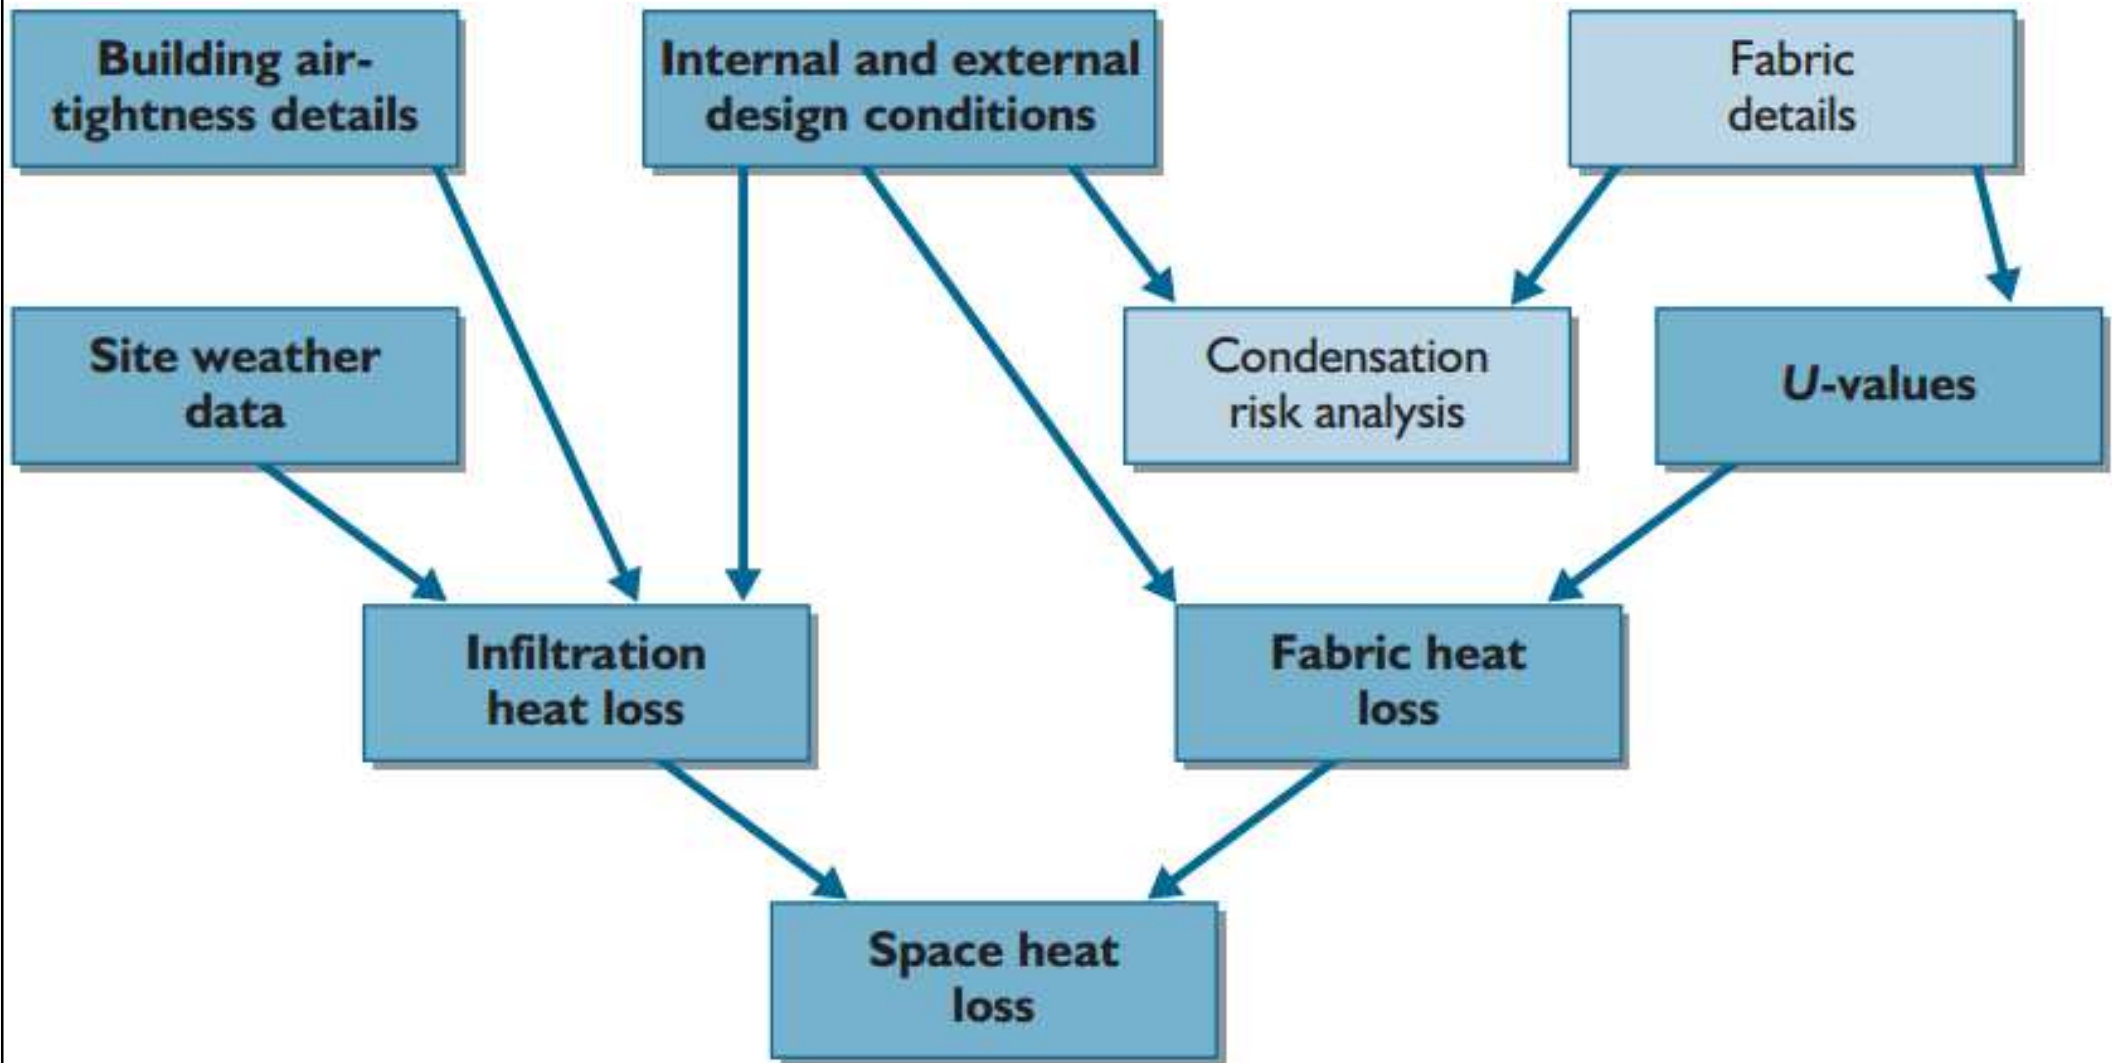 Building air-
tightness details
Internal and external
design conditions
Fabric
details
Site weather
data
Condensation
risk analysis
U-values
Infiltration
heat loss
Fabric heat
loss
Space heat
loss